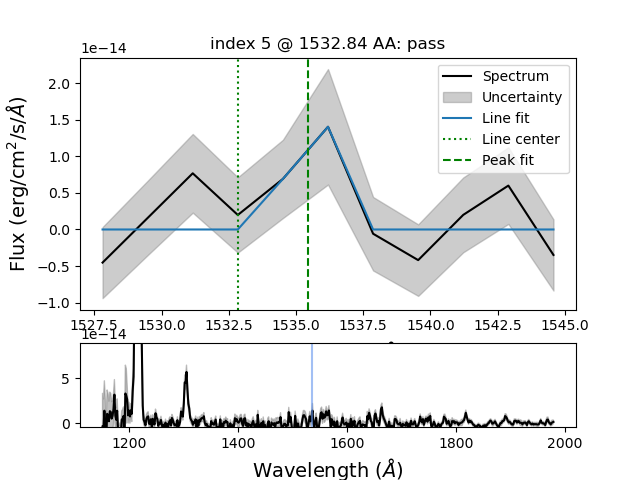 index 5 @ 1532.84 AA: pass
1e−14
Flux (erg/cm²/s/Å)
2.0
1.5
1.0
0.5
0.0
−0.5
−1.0
Spectrum
Uncertainty
Line fit
Line center
Peak fit
1527.5 1530.0 1532.5 1535.0 1537.5 1540.0 1542.5 1545.0
1e−14
5
0
1200 1400 1600 1800 2000
Wavelength (Å)